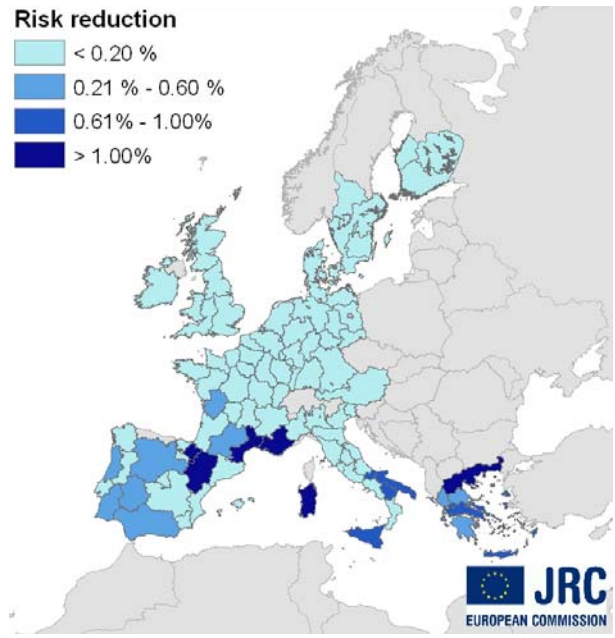 Risk reduction
< 0.20 %
0.21 % - 0.60 %
0.61% - 1.00%
> 1.00%
JRC
EUROPEAN COMMISSION